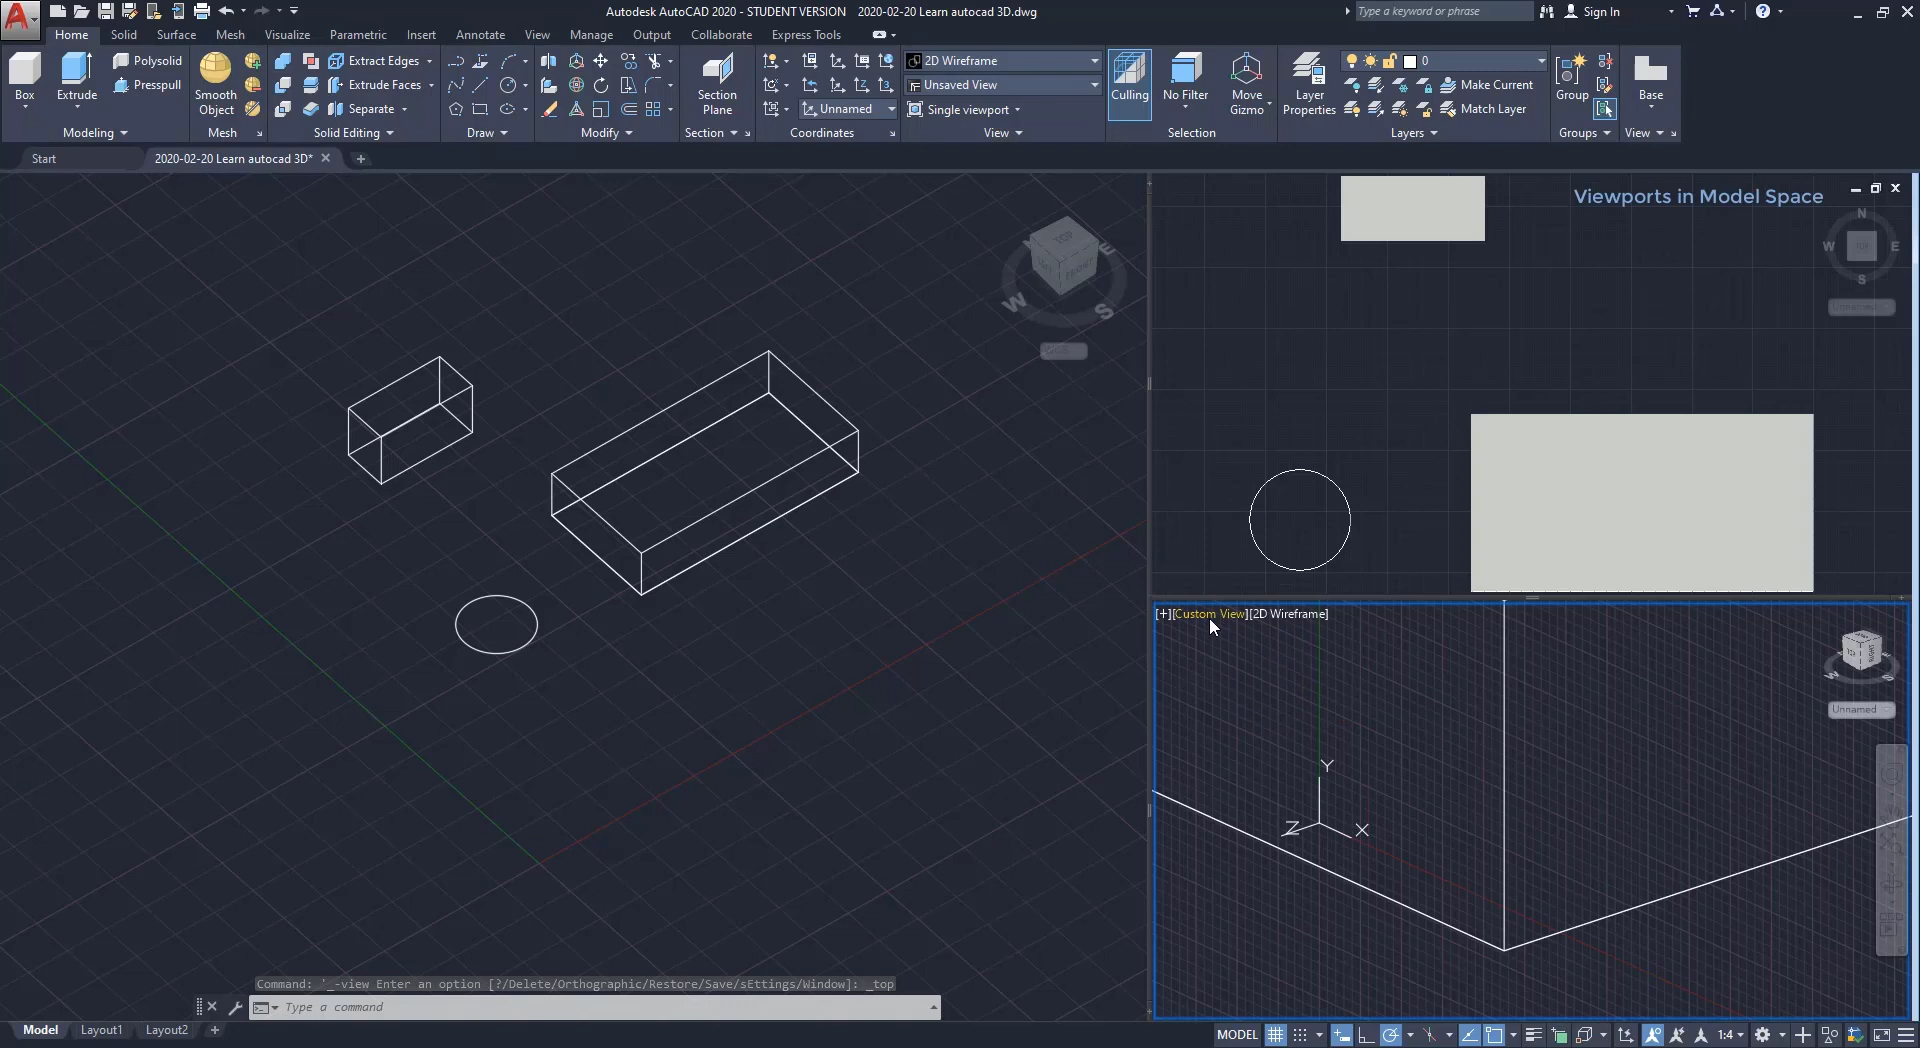 Autodesk AutoCAD 2020 - STUDENT VERSION 2020-02-20 Learn autocad 3D.dwg
Type a keyword or phrase
Sign In
Home Solid Surface Mesh Visualize Parametric Insert Annotate View Manage Output Collaborate Express Tools
Box
Extrude
Polysolid
Presspull
Smooth
Object
Extract Edges
Extrude Faces
Separate
Section
Plane
Unnamed
2D Wireframe
Unsaved View
Single viewport
Culling
No Filter
Move
Gizmo
Layer
Properties
0
Make Current
Match Layer
Group
Base
Modeling
Mesh
Solid Editing
Draw
Modify
Section
Coordinates
View
Selection
Layers
Groups
View
Start
2020-02-20 Learn autocad 3D*
Viewports in Model Space
TOP
FRONT
E
W
S
N
W
TOP
E
S
Unnamed
[+][Custom View][2D Wireframe]
W
S
Unnamed
Y
Z
X
Command: '_-view Enter an option [?/Delete/Orthographic/Restore/Save/sEttings/Window]: _top
Type a command
Model Layout1 Layout2
MODEL
1:4